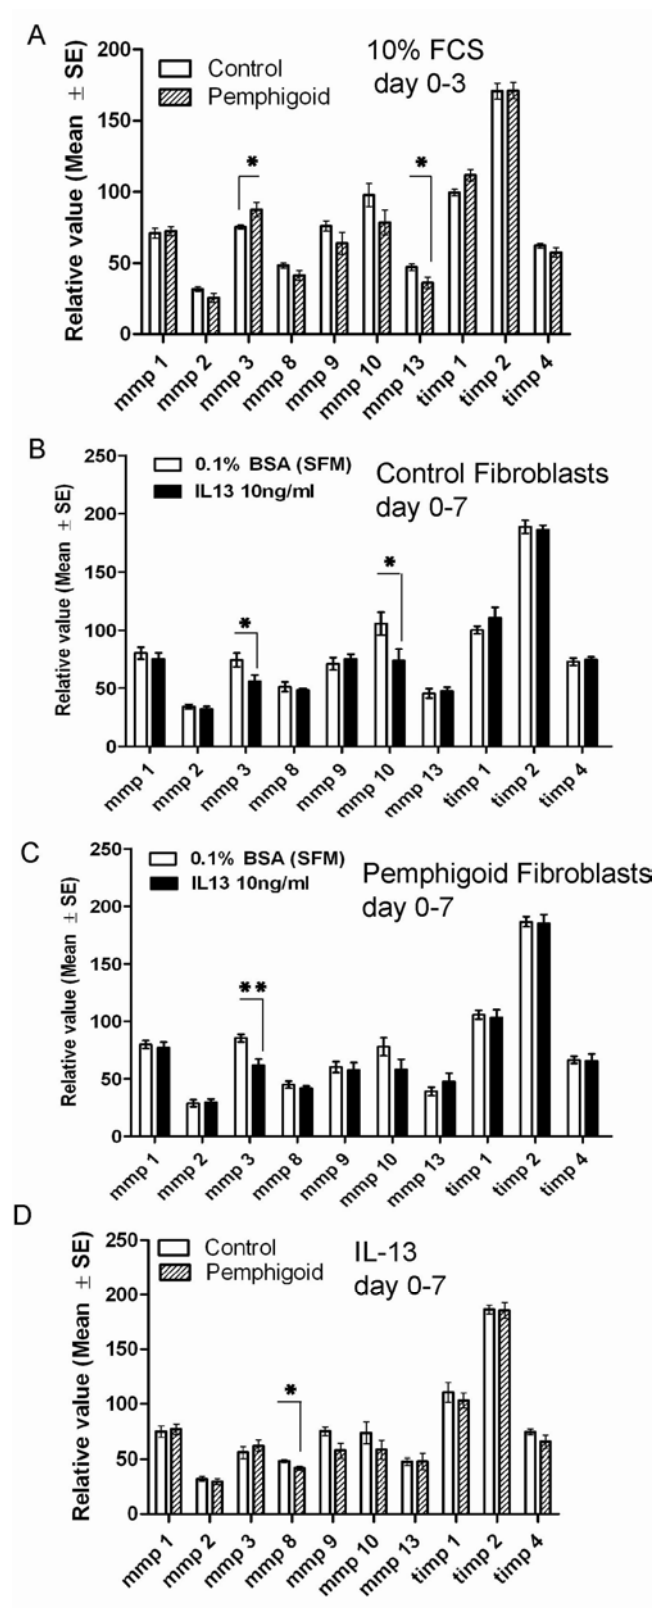 A
Relative value (Mean ± SE)
200
150
100
50
0
Control
Pemphigoid
10% FCS
day 0-3
*
*
mmp 1
mmp 2
mmp 3
mmp 8
mmp 9
mmp 10
mmp 13
timp 1
timp 2
timp 4
B
Relative value (Mean ± SE)
250
200
150
100
50
0
0.1% BSA (SFM)
IL13 10ng/ml
Control Fibroblasts
day 0-7
*
*
mmp 1
mmp 2
mmp 3
mmp 8
mmp 9
mmp 10
mmp 13
timp 1
timp 2
timp 4
C
Relative value (Mean ± SE)
250
200
150
100
50
0
0.1% BSA (SFM)
IL13 10ng/ml
Pemphigoid Fibroblasts
day 0-7
**
mmp 1
mmp 2
mmp 3
mmp 8
mmp 9
mmp 10
mmp 13
timp 1
timp 2
timp 4
D
Relative value (Mean ± SE)
250
200
150
100
50
0
Control
Pemphigoid
IL-13
day 0-7
*
mmp 1
mmp 2
mmp 3
mmp 8
mmp 9
mmp 10
mmp 13
timp 1
timp 2
timp 4